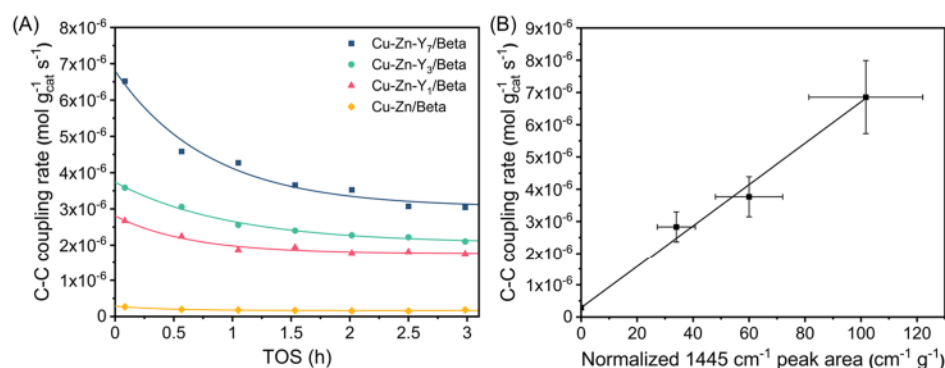 (A)
C-C coupling rate (mol g⁻¹cat s⁻¹)
8x10⁻⁶
7x10⁻⁶
6x10⁻⁶
5x10⁻⁶
4x10⁻⁶
3x10⁻⁶
2x10⁻⁶
1x10⁻⁶
0
0 0.5 1 1.5 2 2.5 3
TOS (h)
Cu-Zn-Y₇/Beta
Cu-Zn-Y₃/Beta
Cu-Zn-Y₁/Beta
Cu-Zn/Beta
(B)
C-C coupling rate (mol g⁻¹cat s⁻¹)
9x10⁻⁶
8x10⁻⁶
7x10⁻⁶
6x10⁻⁶
5x10⁻⁶
4x10⁻⁶
3x10⁻⁶
2x10⁻⁶
1x10⁻⁶
0
0 20 40 60 80 100 120
Normalized 1445 cm⁻¹ peak area (cm⁻¹ g⁻¹)